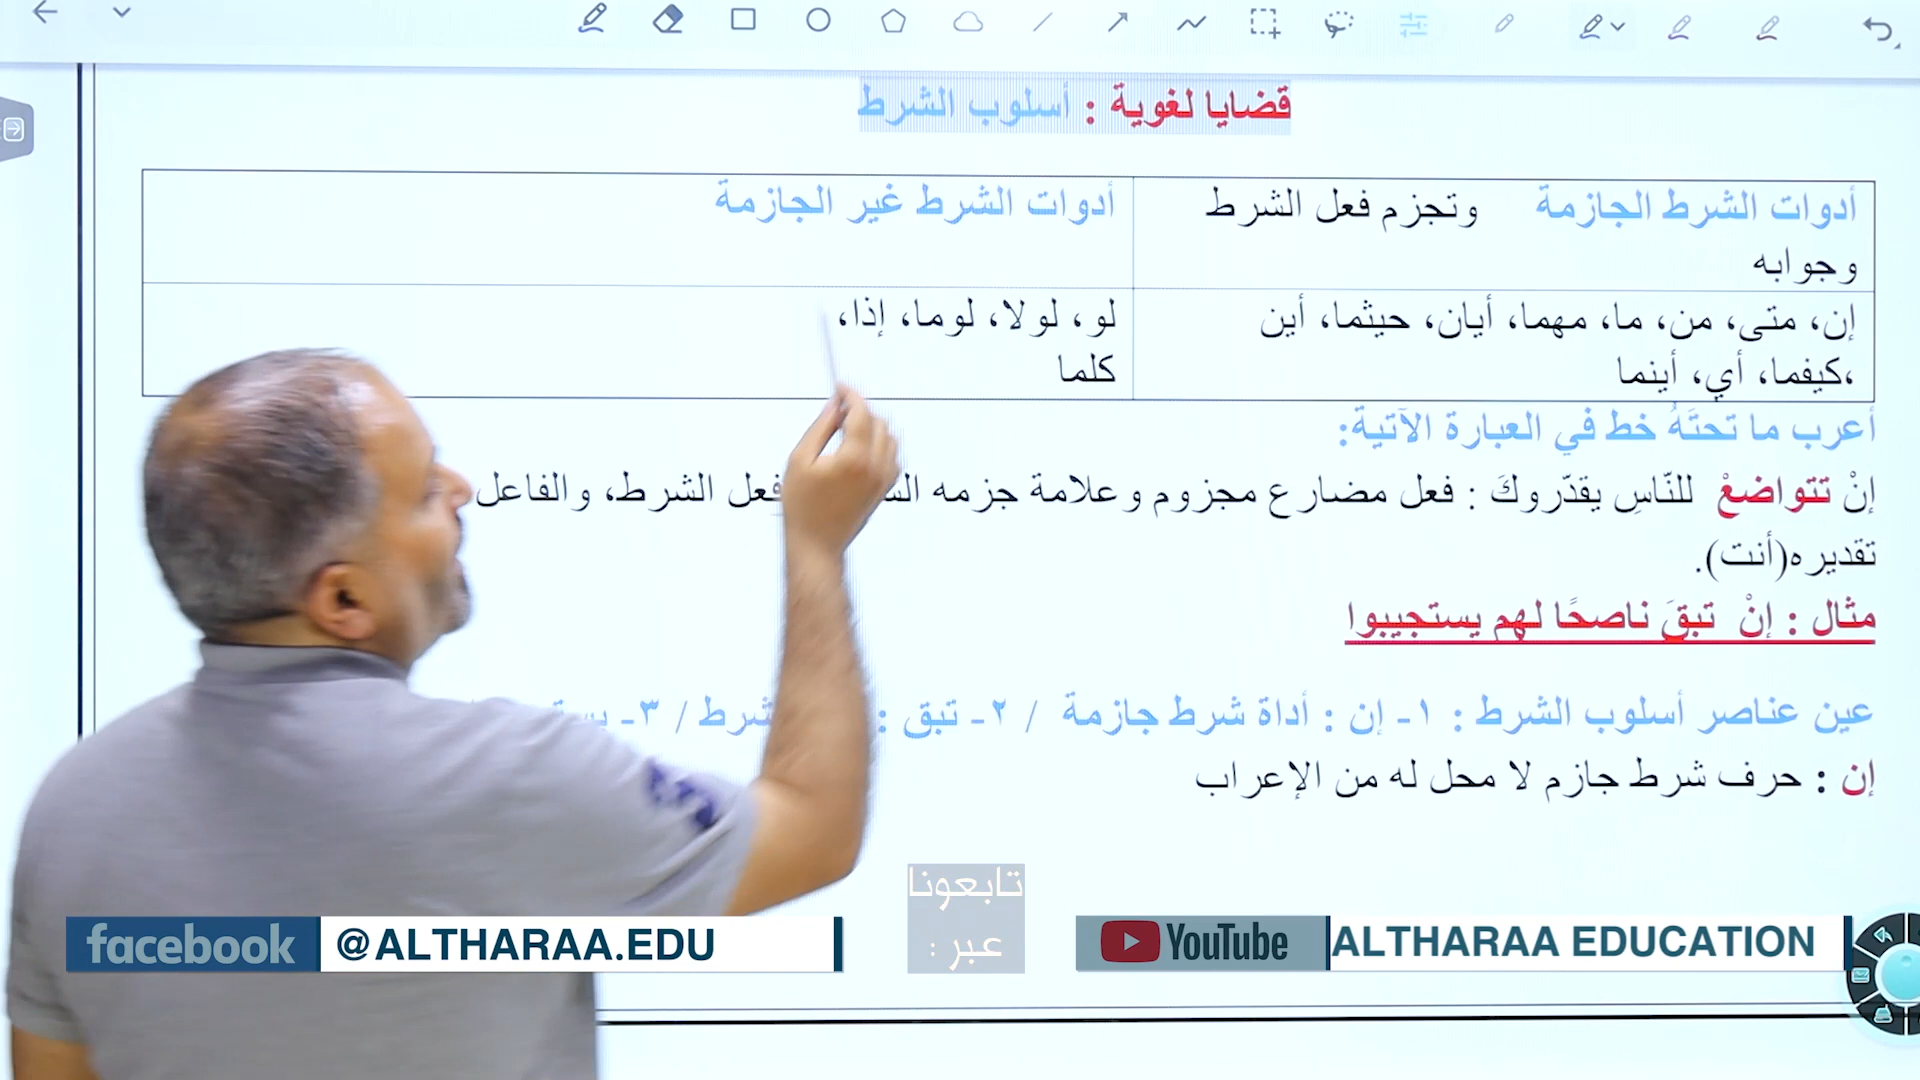 قضايا لغوية : أسلوب الشرط
أدوات الشرط الجازمة وتجزم فعل الشرط
وجوابه
أدوات الشرط غير الجازمة
إن، متى، من، ما، مهما، أيان، حيثما، أين
،كيفما، أي، أينما
لو، لولا، لوما، إذا،
كلما
أعرب ما تحتَهُ خط في العبارة الآتية:
إنْ تتواضعْ للنّاسِ يقدّروكَ : فعل مضارع مجزوم وعلامة جزمه فعل الشرط، والفاعل
تقديره(أنت).
مثال : إنْ تبقَ ناصحًا لهم يستجيبوا
عين عناصر أسلوب الشرط : ١- إن : أداة شرط جازمة / ٢- تبق : الشرط / ٣-
إن : حرف شرط جازم لا محل له من الإعراب
تابعونا
عبر :
facebook @ALTHARAA.EDU
YouTube ALTHARAA EDUCATION